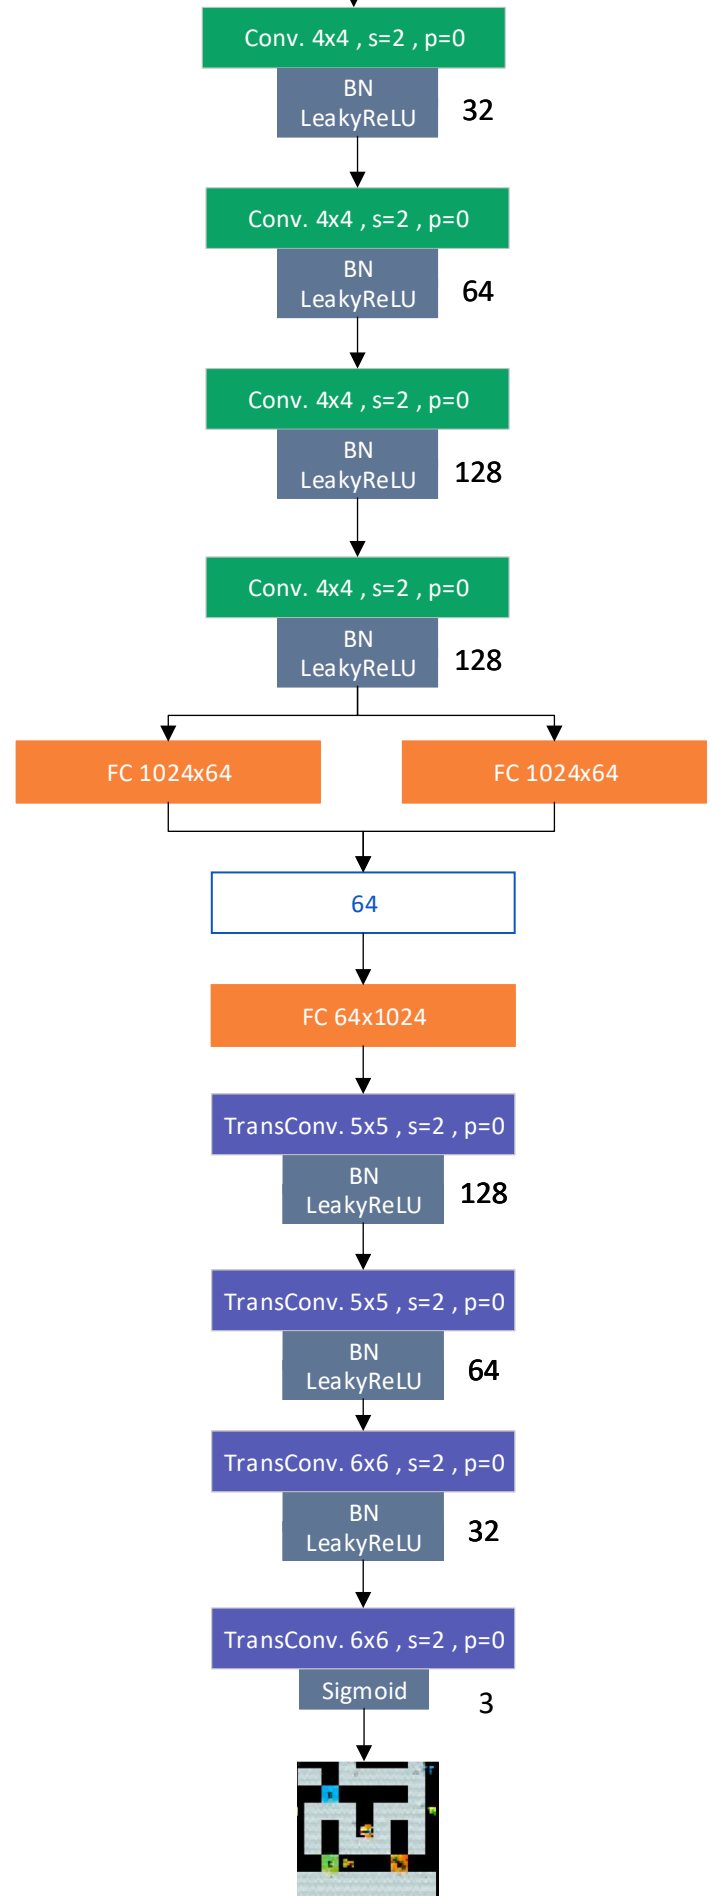 Conv. 4x4 , s=2 , p=0
BN
LeakyReLU
32
Conv. 4x4 , s=2 , p=0
BN
LeakyReLU
64
Conv. 4x4 , s=2 , p=0
BN
LeakyReLU
128
Conv. 4x4 , s=2 , p=0
BN
LeakyReLU
128
FC 1024x64
FC 1024x64
64
FC 64x1024
TransConv. 5x5 , s=2 , p=0
BN
LeakyReLU
128
TransConv. 5x5 , s=2 , p=0
BN
LeakyReLU
64
TransConv. 6x6 , s=2 , p=0
BN
LeakyReLU
32
TransConv. 6x6 , s=2 , p=0
Sigmoid
3